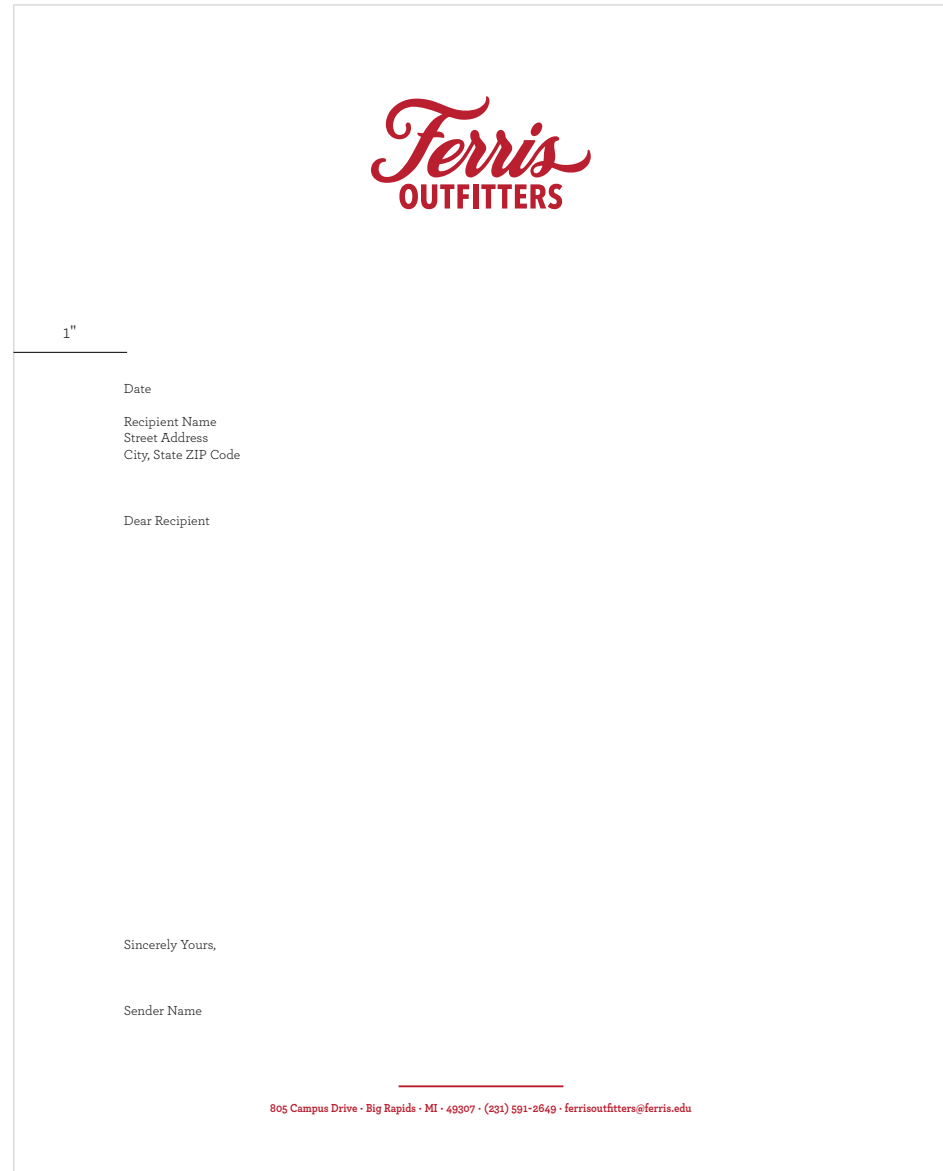 Ferris
OUTFITTERS
1"
Date
Recipient Name
Street Address
City, State ZIP Code
Dear Recipient
Sincerely Yours,
Sender Name
805 Campus Drive · Big Rapids · MI · 49307 · (231) 591-2649 · ferrisoutfitters@ferris.edu